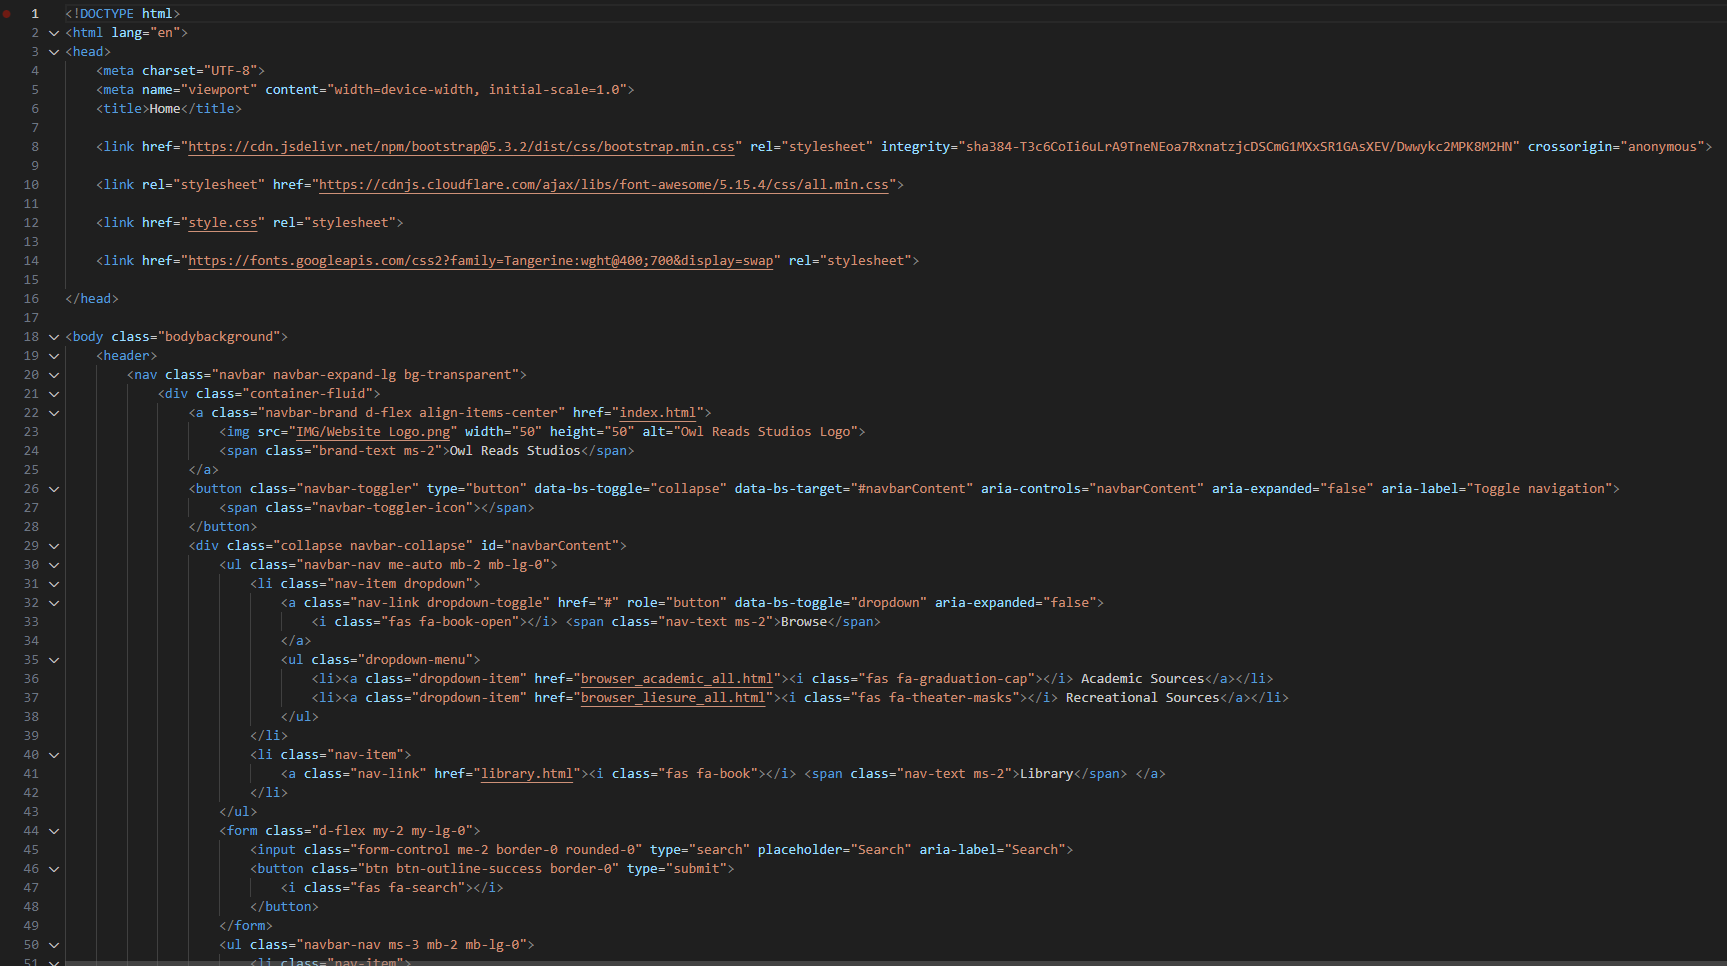 1 <!DOCTYPE html>
2 <html lang="en">
3 <head>
4 <meta charset="UTF-8">
5 <meta name="viewport" content="width=device-width, initial-scale=1.0">
6 <title>Home</title>
7
8 <link href="https://cdn.jsdelivr.net/npm/bootstrap@5.3.2/dist/css/bootstrap.min.css" rel="stylesheet" integrity="sha384-T3c6CoIi6uLrA9TneNEoa7RxnatzjcDSCmG1MXxSR1GAsXEV/Dwwykc2MPK8M2HN" crossorigin="anonymous">
9
10 <link rel="stylesheet" href="https://cdnjs.cloudflare.com/ajax/libs/font-awesome/5.15.4/css/all.min.css">
11
12 <link href="style.css" rel="stylesheet">
13
14 <link href="https://fonts.googleapis.com/css2?family=Tangerine:wght@400;700&display=swap" rel="stylesheet">
15
16 </head>
17
18 <body class="bodybackground">
19 <header>
20 <nav class="navbar navbar-expand-lg bg-transparent">
21 <div class="container-fluid">
22 <a class="navbar-brand d-flex align-items-center" href="index.html">
23 <img src="IMG/Website Logo.png" width="50" height="50" alt="Owl Reads Studios Logo">
24 <span class="brand-text ms-2">Owl Reads Studios</span>
25 </a>
26 <button class="navbar-toggler" type="button" data-bs-toggle="collapse" data-bs-target="#navbarContent" aria-controls="navbarContent" aria-expanded="false" aria-label="Toggle navigation">
27 <span class="navbar-toggler-icon"></span>
28 </button>
29 <div class="collapse navbar-collapse" id="navbarContent">
30 <ul class="navbar-nav me-auto mb-2 mb-lg-0">
31 <li class="nav-item dropdown">
32 <a class="nav-link dropdown-toggle" href="#" role="button" data-bs-toggle="dropdown" aria-expanded="false">
33 <i class="fas fa-book-open"></i> <span class="nav-text ms-2">Browse</span>
34 </a>
35 <ul class="dropdown-menu">
36 <li><a class="dropdown-item" href="browser_academic_all.html"><i class="fas fa-graduation-cap"></i> Academic Sources</a></li>
37 <li><a class="dropdown-item" href="browser_liesure_all.html"><i class="fas fa-theater-masks"></i> Recreational Sources</a></li>
38 </ul>
39 </li>
40 <li class="nav-item">
41 <a class="nav-link" href="library.html"><i class="fas fa-book"></i> <span class="nav-text ms-2">Library</span> </a>
42 </li>
43 </ul>
44 <form class="d-flex my-2 my-lg-0">
45 <input class="form-control me-2 border-0 rounded-0" type="search" placeholder="Search" aria-label="Search">
46 <button class="btn btn-outline-success border-0" type="submit">
47 <i class="fas fa-search"></i>
48 </button>
49 </form>
50 <ul class="navbar-nav ms-3 mb-2 mb-lg-0">
51 <li class="nav-item">